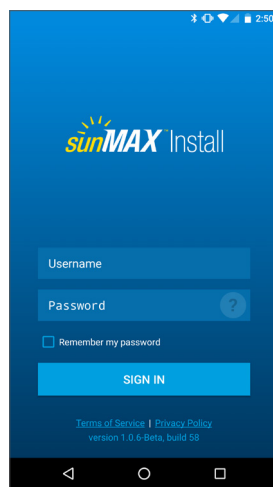 2:50
sunMAX™ Install
Username
Password
?
Remember my password
SIGN IN
Terms of Service | Privacy Policy
version 1.0.6-Beta, build 58